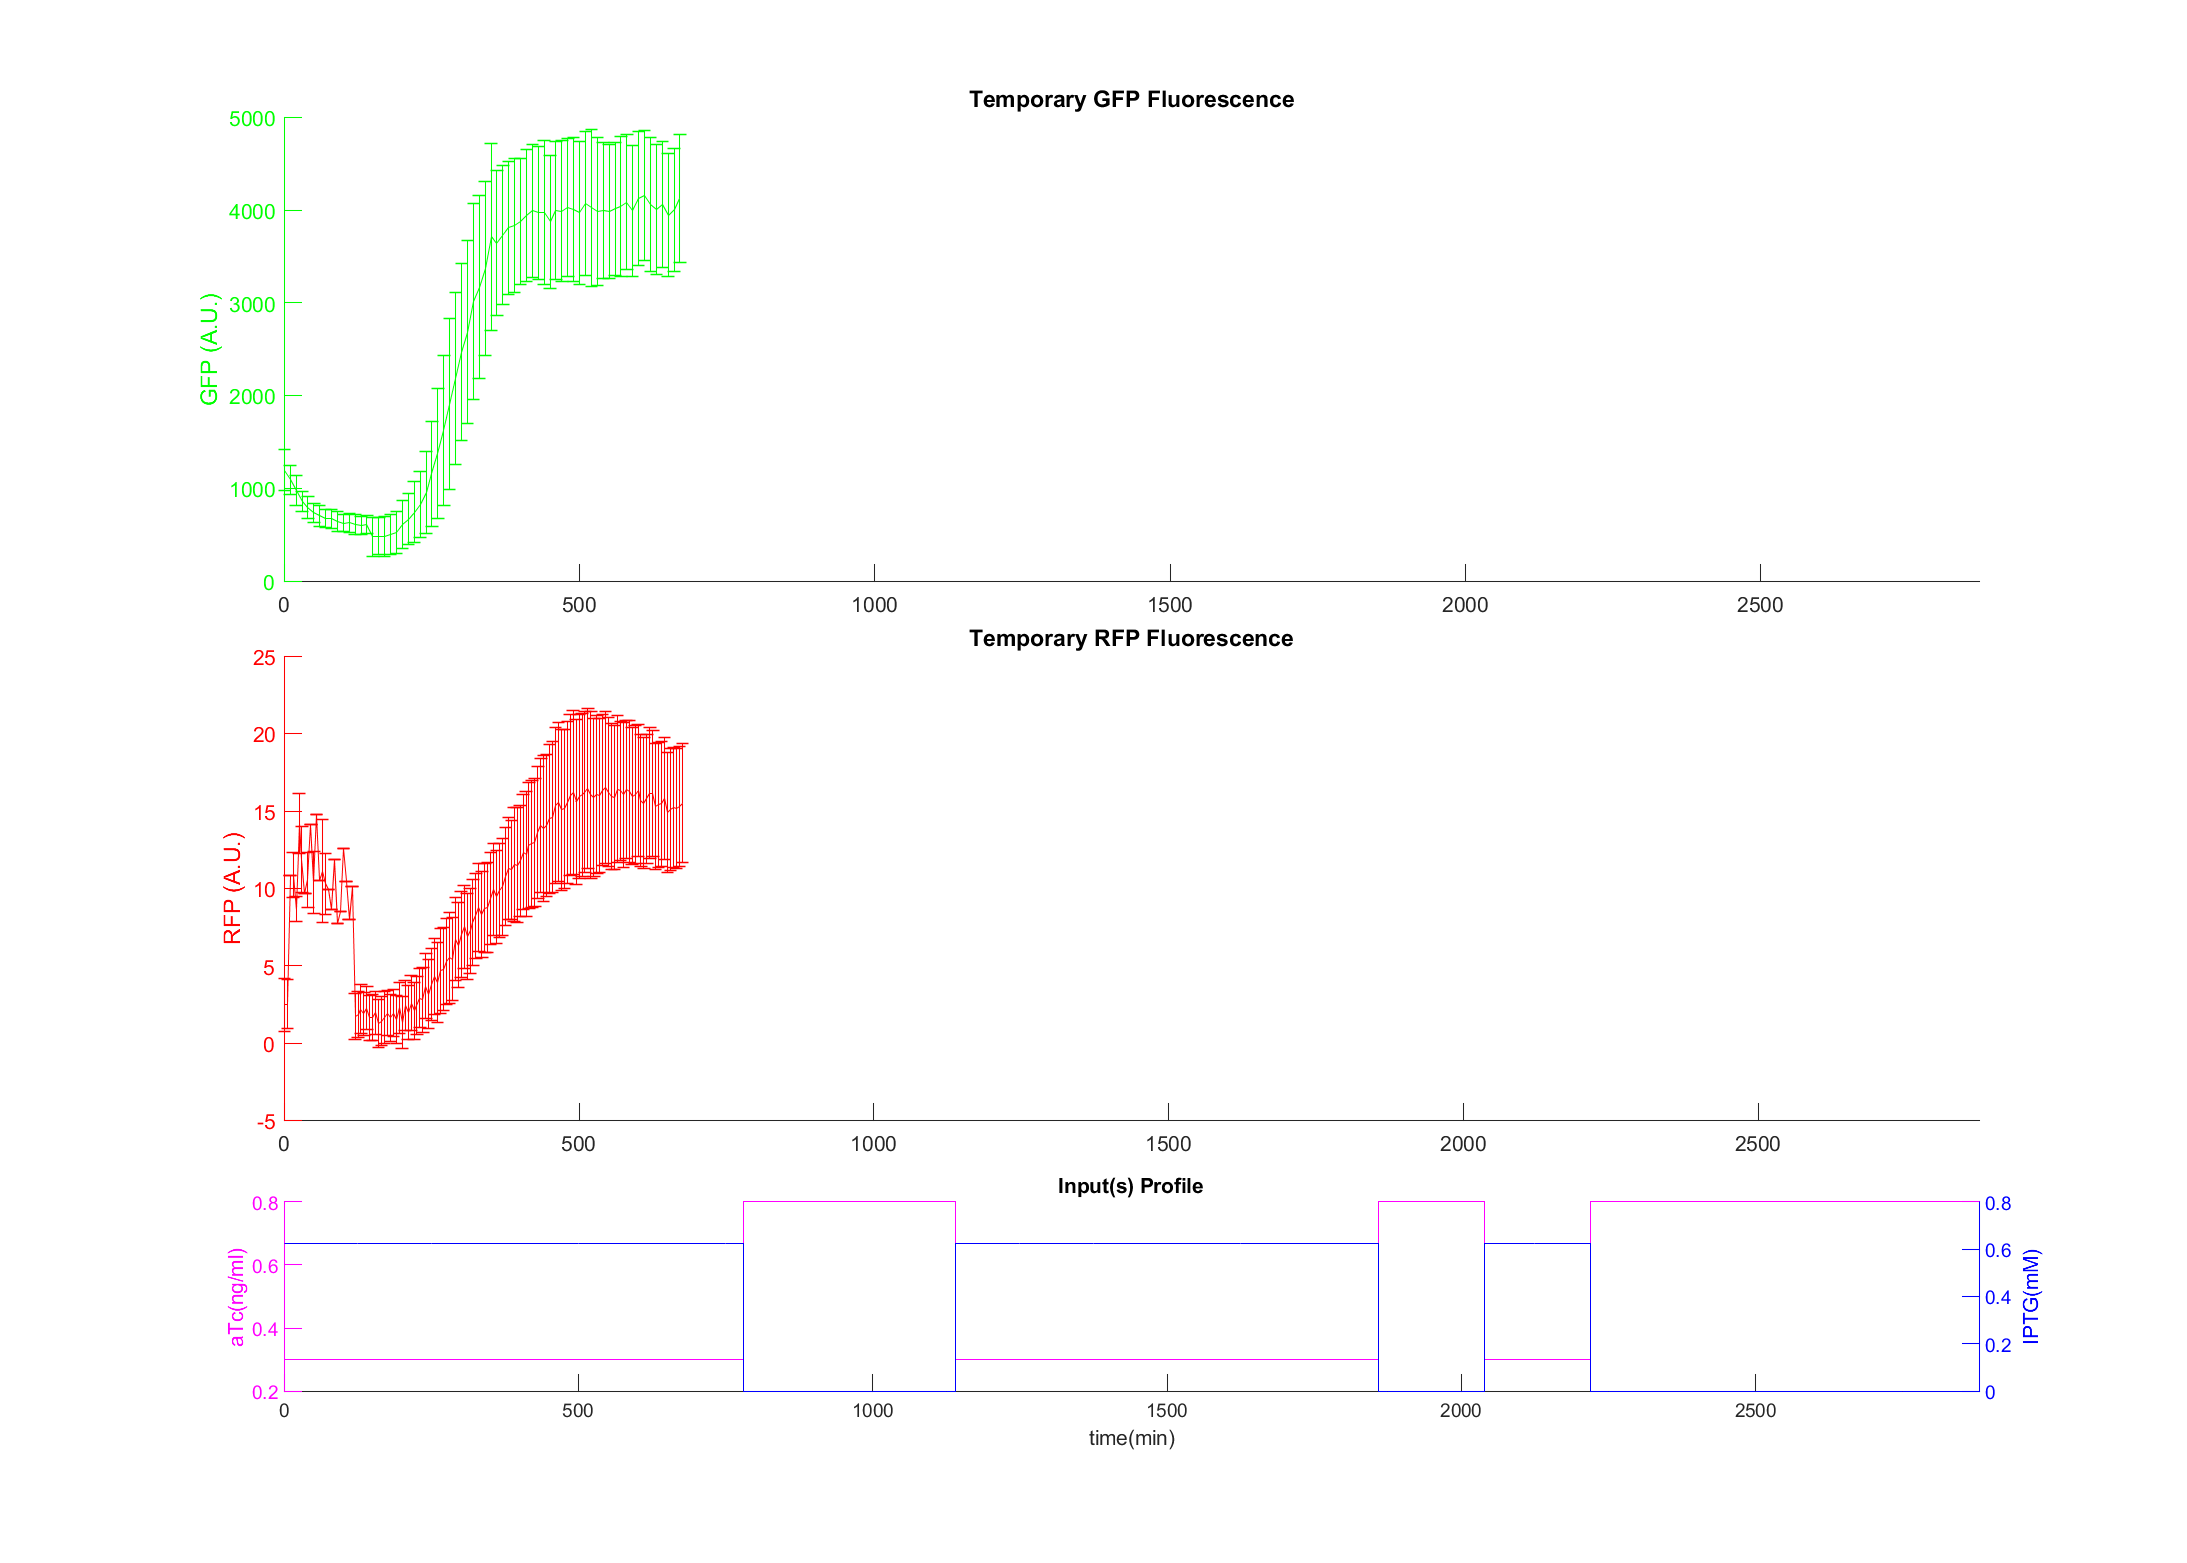 Temporary GFP Fluorescence
5000
4000
3000
2000
1000
0
GFP (A.U.)
0 500 1000 1500 2000 2500
Temporary RFP Fluorescence
25
20
15
10
5
0
-5
RFP (A.U.)
0 500 1000 1500 2000 2500
Input(s) Profile
0.8
0.6
0.4
0.2
aTc(ng/ml)
0.8
0.6
0.4
0.2
0
IPTG(mM)
0 500 1000 1500 2000 2500
time(min)